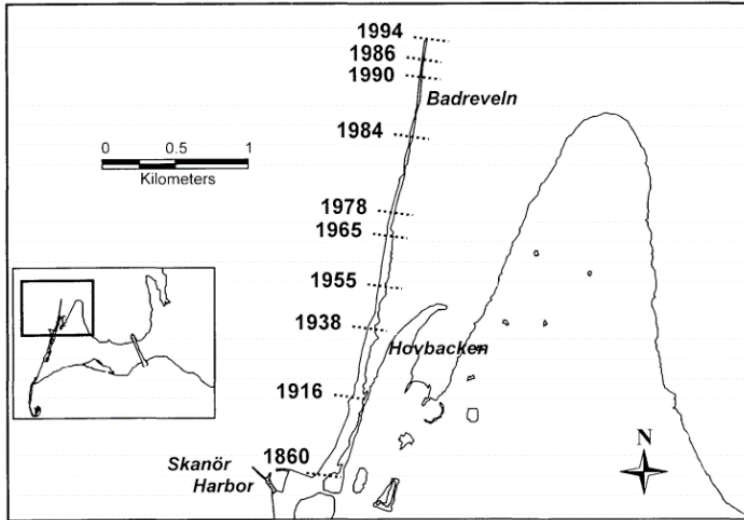 1994
1986
1990
Badreveln
0 0.5 1
Kilometers
1984
1978
1965
1955
1938
Hovbacken
1916
1860
Skanör
Harbor
N